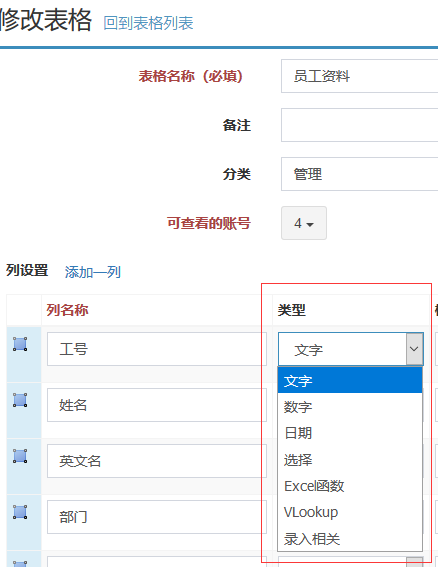 修改表格 回到表格列表
表格名称（必填） 员工资料
备注
分类 管理
可查看的账号 4
列设置 添加一列
列名称 类型
工号 文字
文字
姓名 数字
日期
英文名 选择
Excel函数
部门 VLookup
录入相关